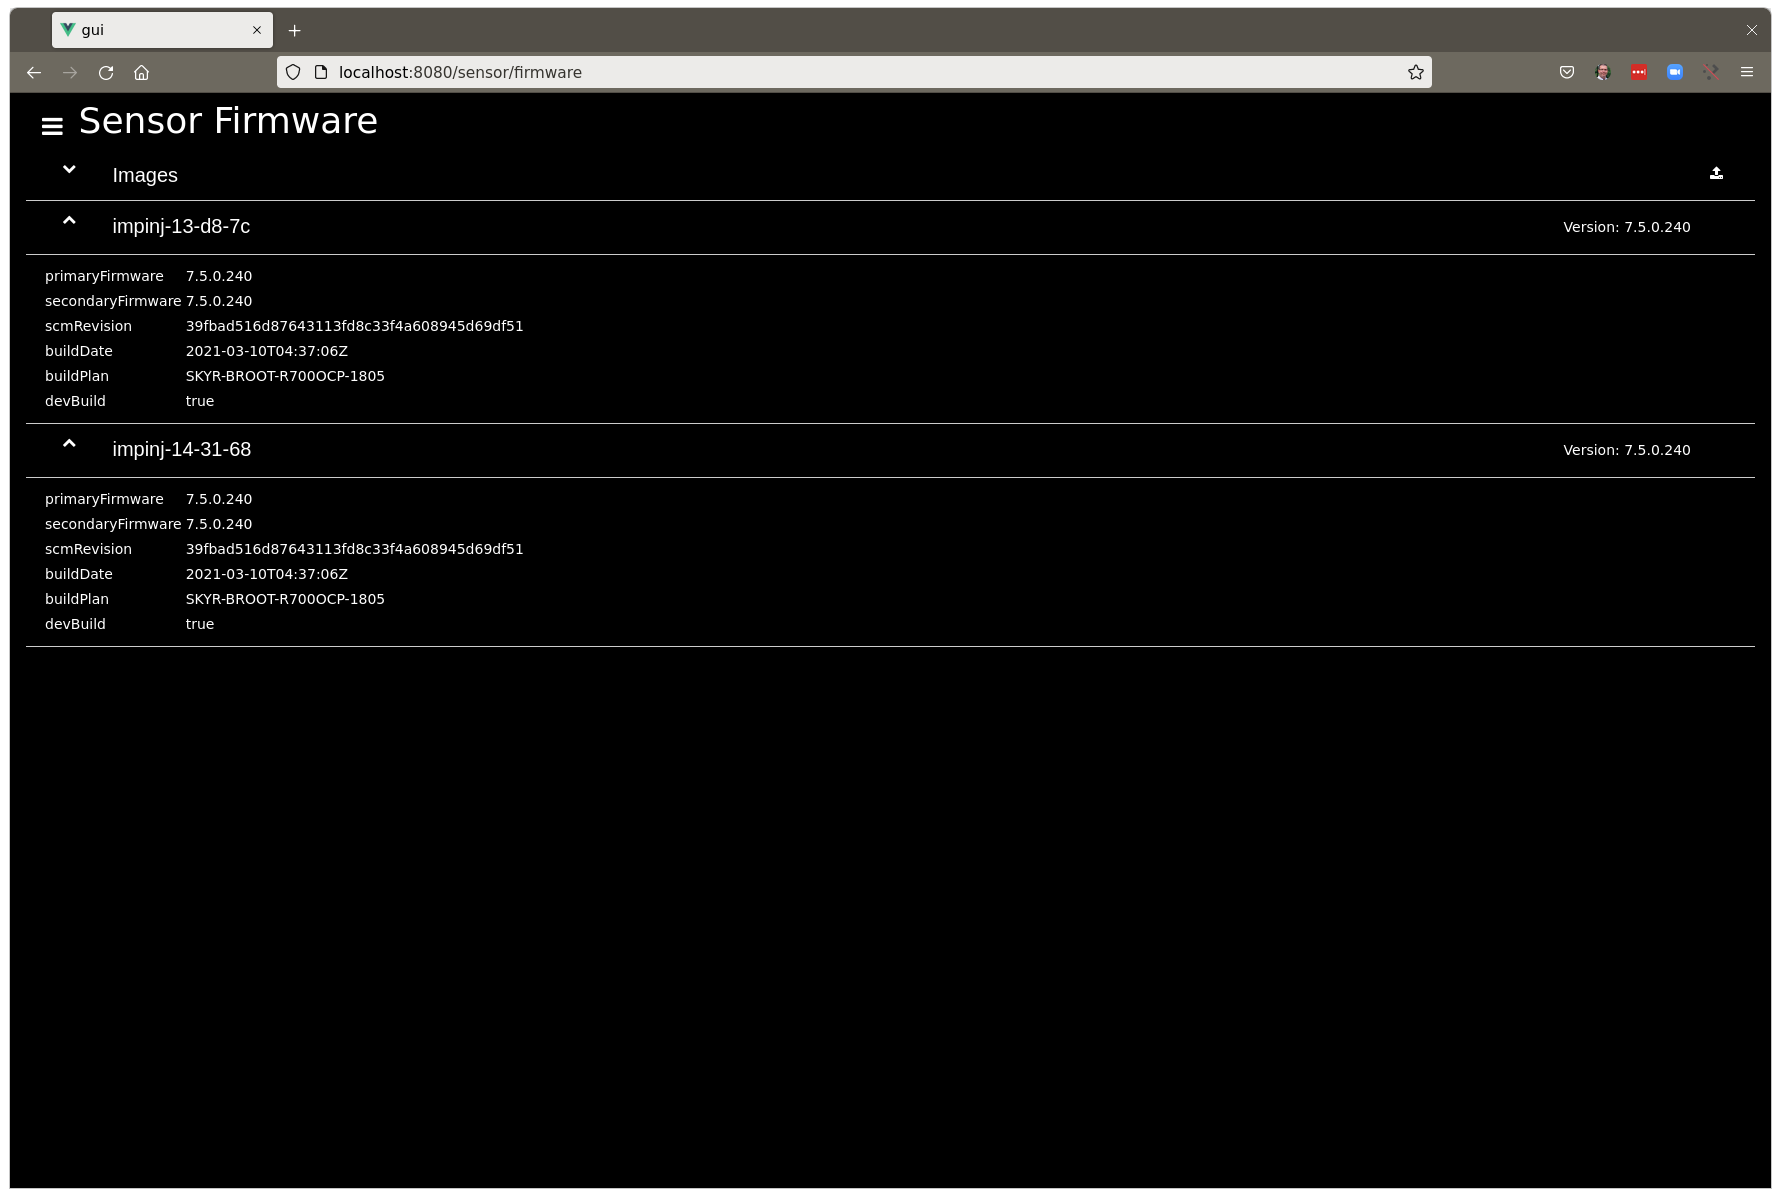 gui
localhost:8080/sensor/firmware
Sensor Firmware
Images
impinj-13-d8-7c Version: 7.5.0.240
primaryFirmware 7.5.0.240
secondaryFirmware 7.5.0.240
scmRevision 39fbad516d87643113fd8c33f4a608945d69df51
buildDate 2021-03-10T04:37:06Z
buildPlan SKYR-BROOT-R700OCP-1805
devBuild true
impinj-14-31-68 Version: 7.5.0.240
primaryFirmware 7.5.0.240
secondaryFirmware 7.5.0.240
scmRevision 39fbad516d87643113fd8c33f4a608945d69df51
buildDate 2021-03-10T04:37:06Z
buildPlan SKYR-BROOT-R700OCP-1805
devBuild true